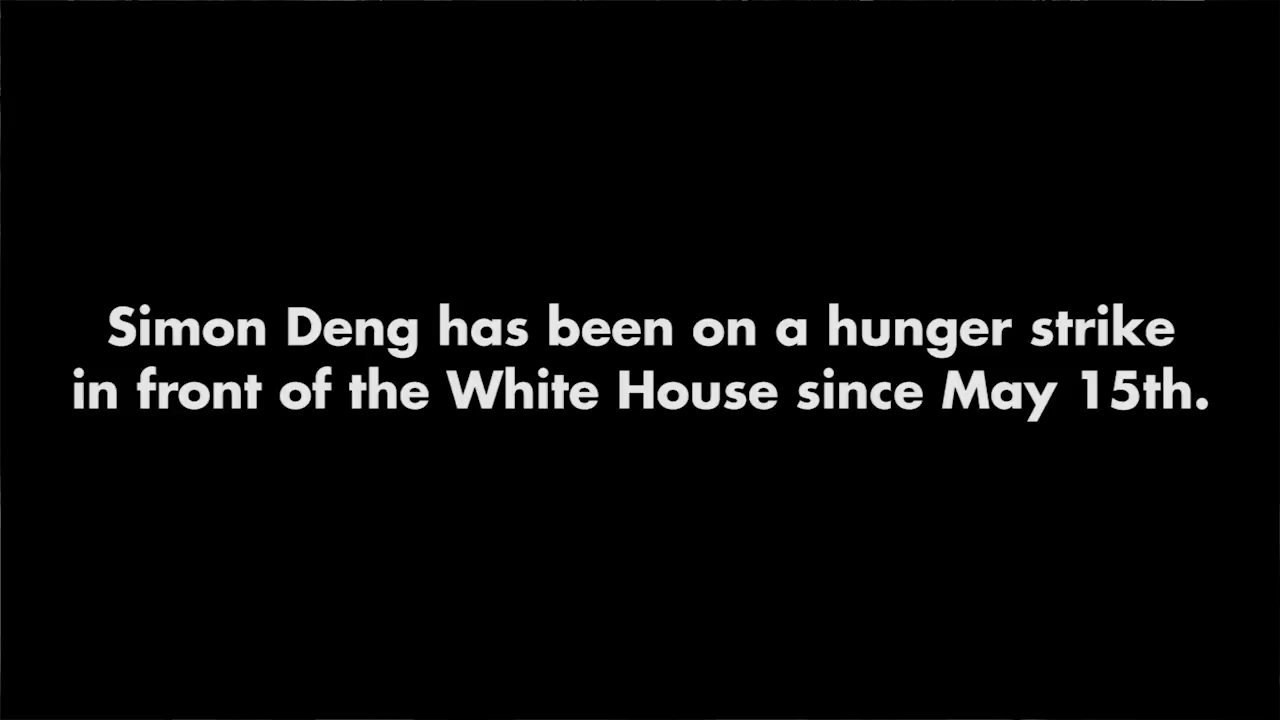 Simon Deng has been on a hunger strike
in front of the White House since May 15th.